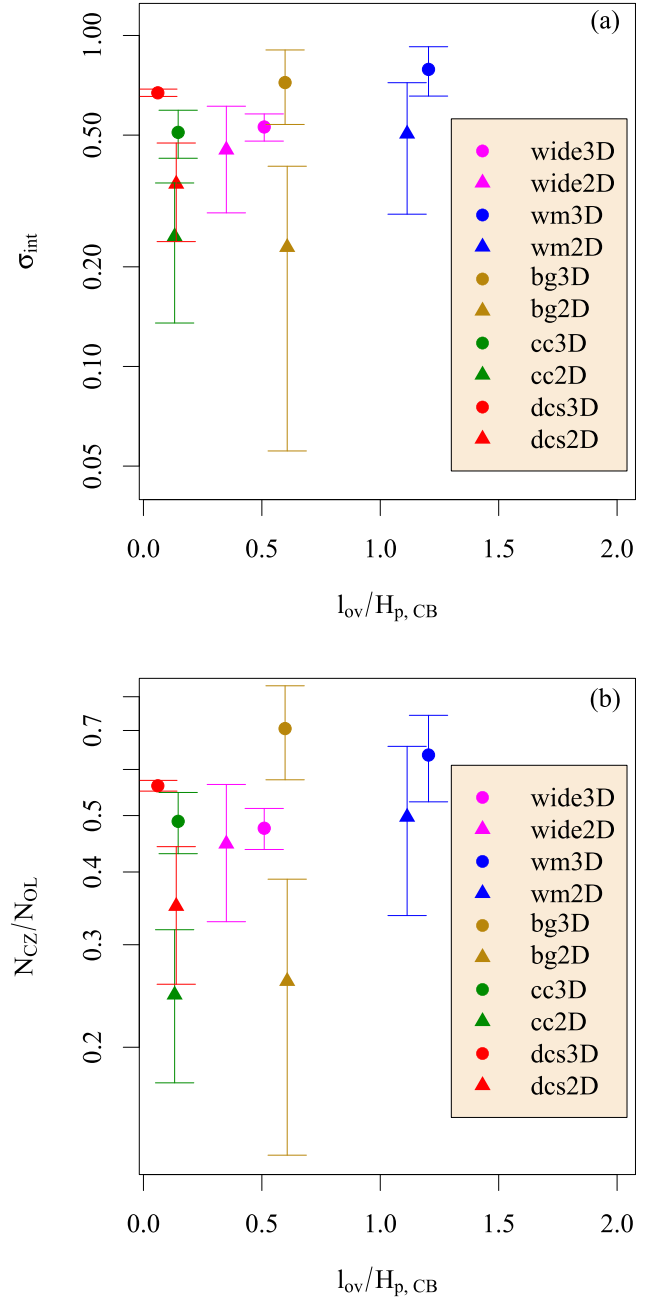 (a)
1.00
0.50
0.20
0.10
0.05
σint
wide3D
wide2D
wm3D
wm2D
bg3D
bg2D
cc3D
cc2D
dcs3D
dcs2D
0.0 0.5 1.0 1.5 2.0
lov/Hp, CB
(b)
0.7
0.5
0.4
0.3
0.2
NCZ/NOL
wide3D
wide2D
wm3D
wm2D
bg3D
bg2D
cc3D
cc2D
dcs3D
dcs2D
0.0 0.5 1.0 1.5 2.0
lov/Hp, CB